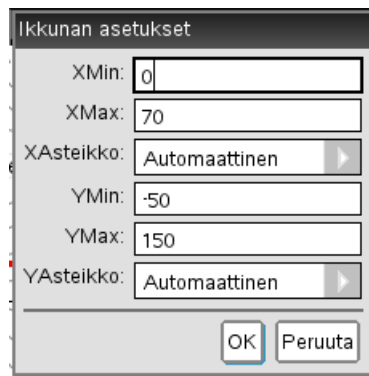 Ikkunan asetukset
XMin: 0
XMax: 70
XAsteikko: Automaattinen
YMin: -50
YMax: 150
YAsteikko: Automaattinen
OK Peruuta